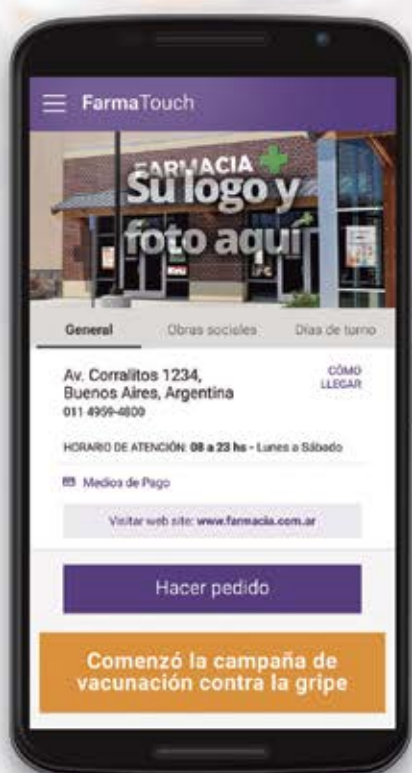 FarmaTouch
FARMACIA
Su logo y
foto aquí
General Obras sociales Días de turno
Av. Corralitos 1234,
Buenos Aires, Argentina
011 4959-4800
CÓMO
LLEGAR
HORARIO DE ATENCIÓN: 08 a 23 hs - Lunes a Sábado
Medios de Pago
Visitar web site: www.farmacia.com.ar
Hacer pedido
Comenzó la campaña de
vacunación contra la gripe